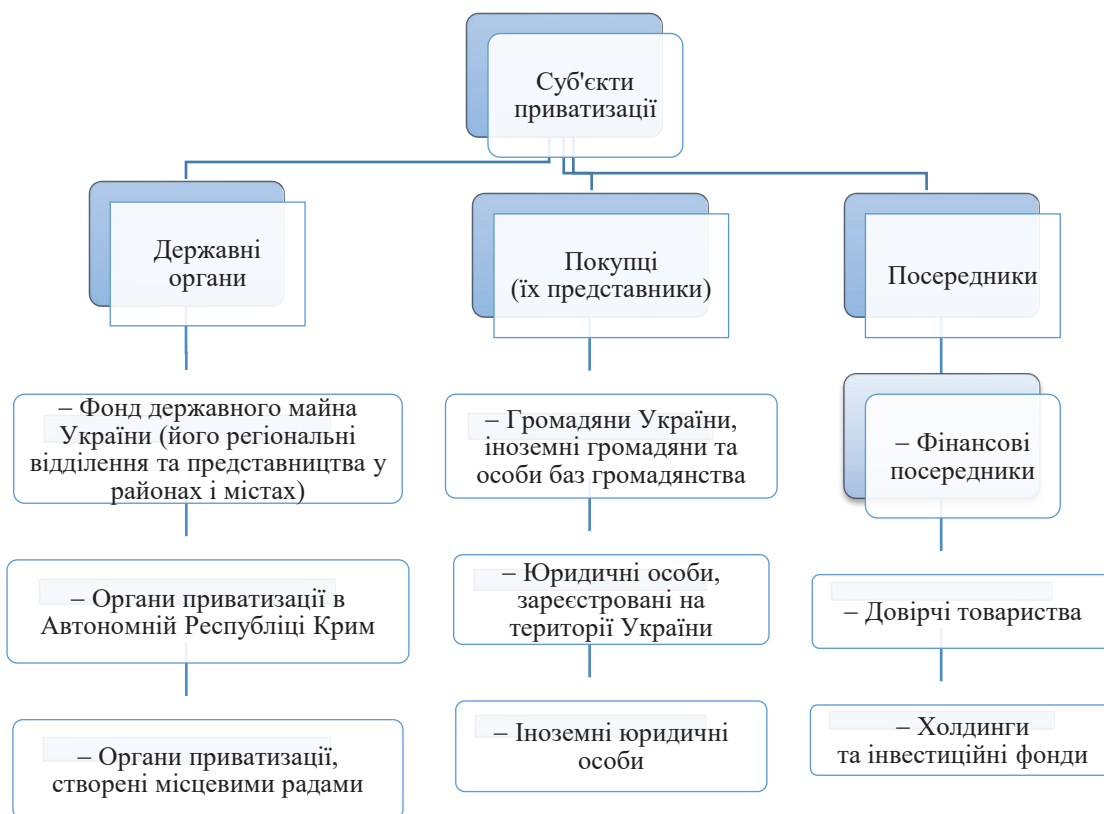 Суб'єкти
приватизації
Державні
органи
Покупці
(їх представники)
Посередники
– Фонд державного майна
України (його регіональні
відділення та представництва у
районах і містах)
– Органи приватизації в
Автономній Республіці Крим
– Органи приватизації,
створені місцевими радами
– Громадяни України,
іноземні громадяни та
особи баз громадянства
– Юридичні особи,
зареєстровані на
території України
– Іноземні юридичні
особи
– Фінансові
посередники
– Довірчі товариства
– Холдинги
та інвестиційні фонди